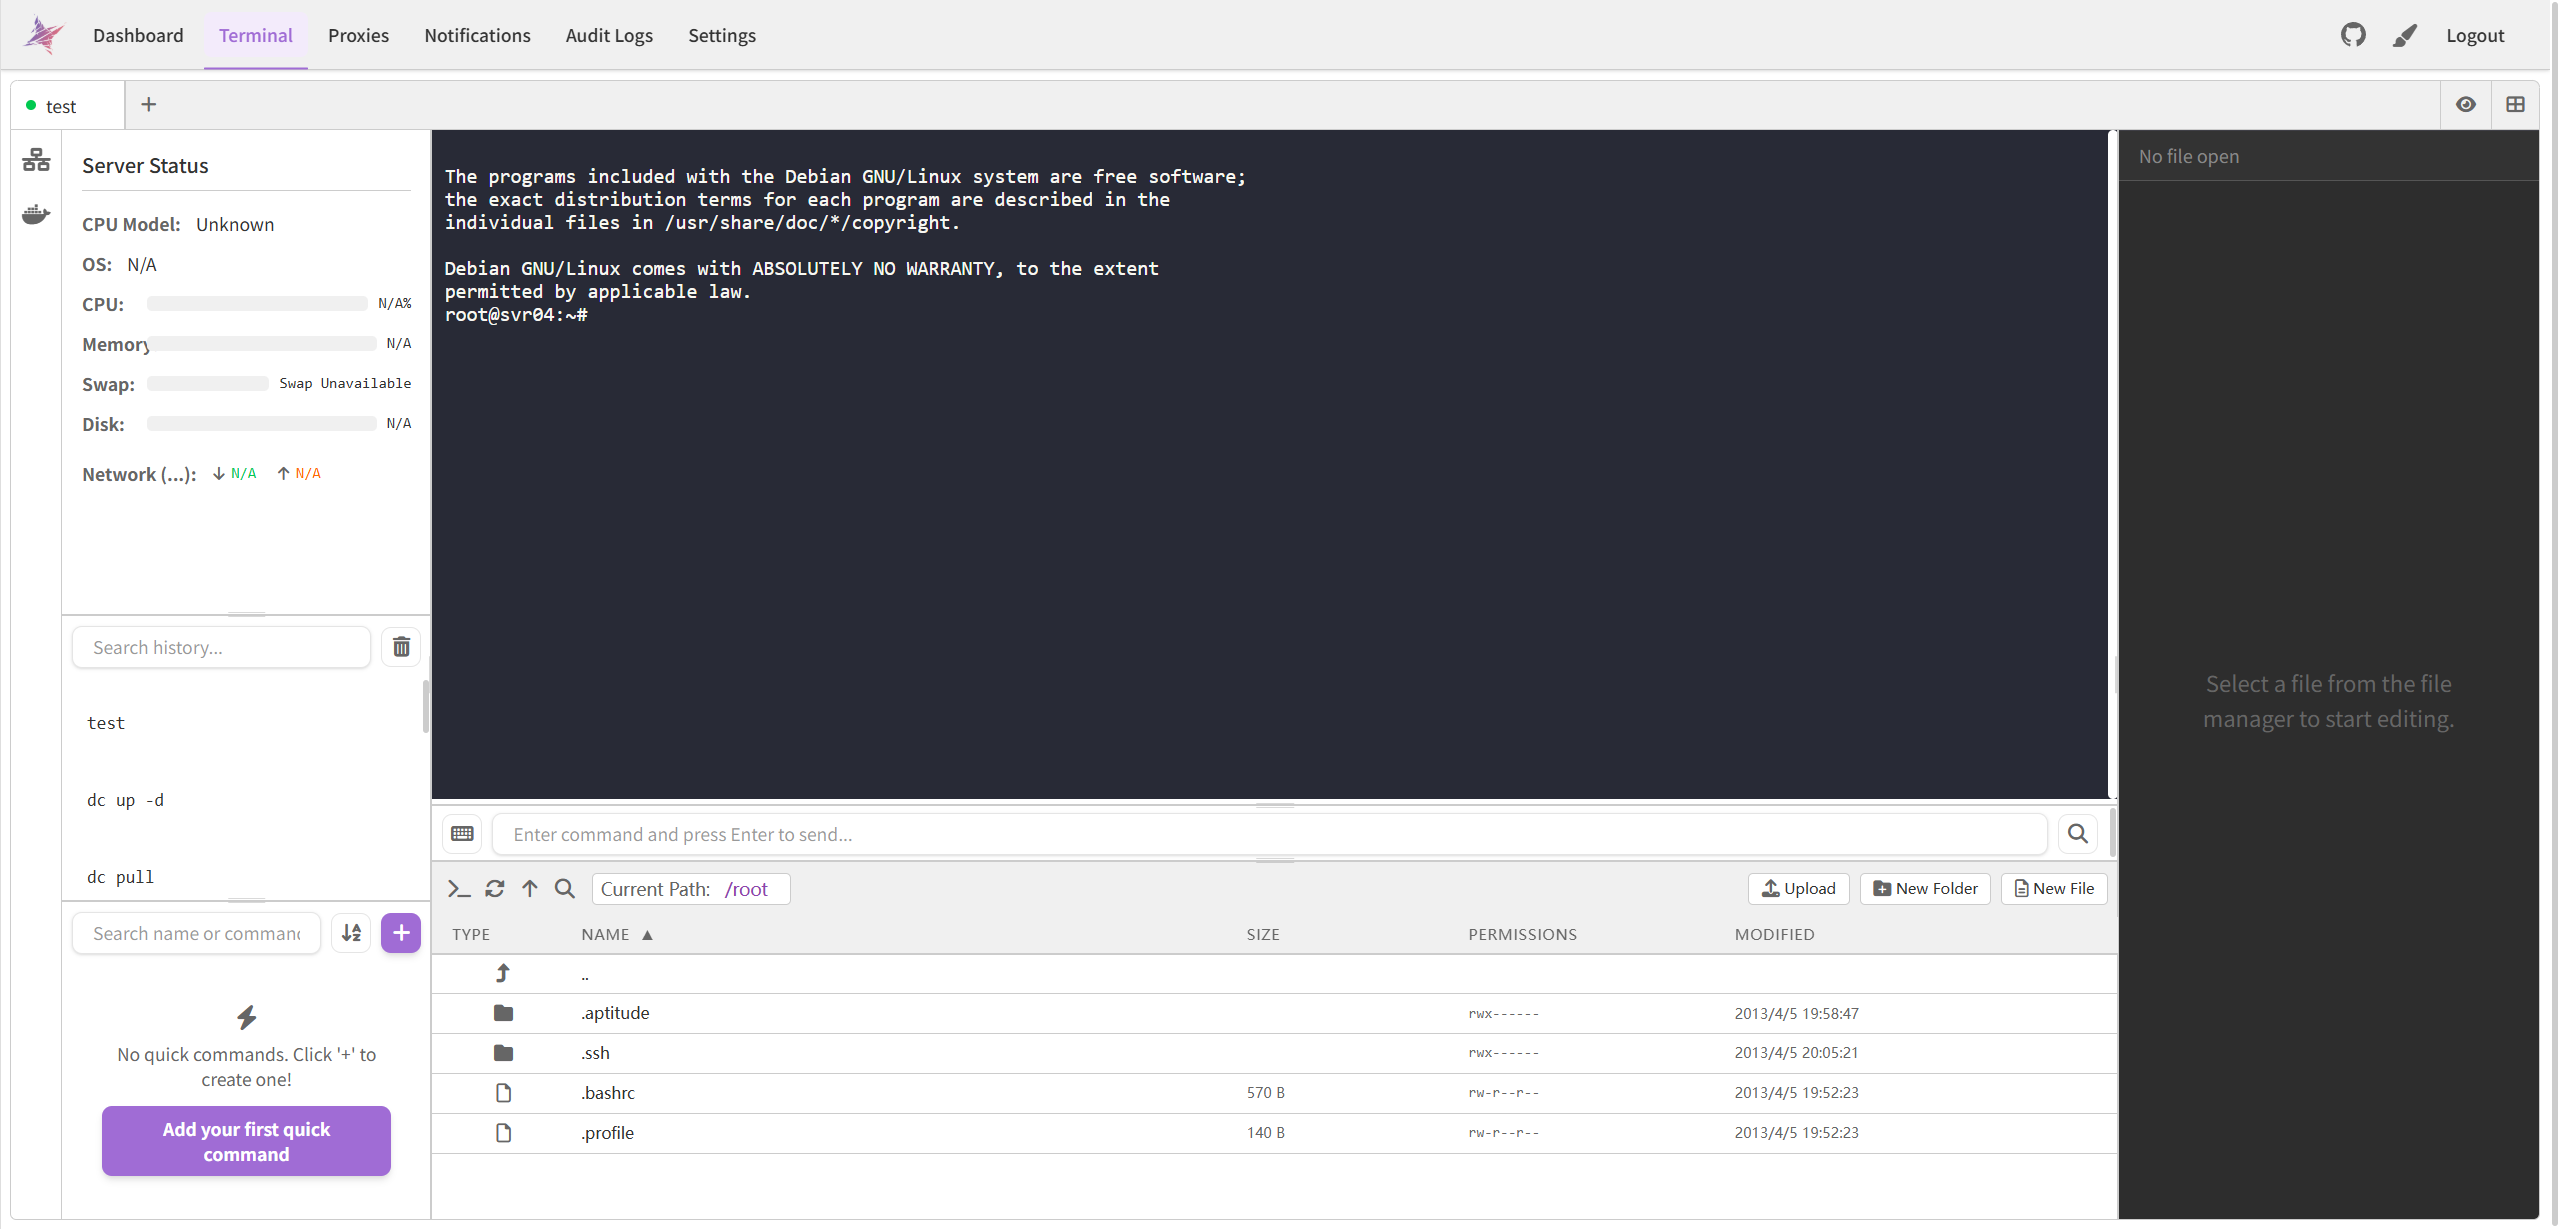 Dashboard Terminal Proxies Notifications Audit Logs Settings Logout
test
Server Status
CPU Model: Unknown
OS: N/A
CPU: N/A%
Memory N/A
Swap: Swap Unavailable
Disk: N/A
Network (...): N/A N/A
Search history...
test
dc up -d
dc pull
Search name or comman
No quick commands. Click '+' to
create one!
Add your first quick
command
The programs included with the Debian GNU/Linux system are free software;
the exact distribution terms for each program are described in the
individual files in /usr/share/doc/*/copyright.
Debian GNU/Linux comes with ABSOLUTELY NO WARRANTY, to the extent
permitted by applicable law.
root@svr04:~#
Enter command and press Enter to send...
Current Path: /root Upload New Folder New File
TYPE NAME ▲ SIZE PERMISSIONS MODIFIED
..
.aptitude rwx------ 2013/4/5 19:58:47
.ssh rwx------ 2013/4/5 20:05:21
.bashrc 570 B rw-r--r-- 2013/4/5 19:52:23
.profile 140 B rw-r--r-- 2013/4/5 19:52:23
No file open
Select a file from the file
manager to start editing.